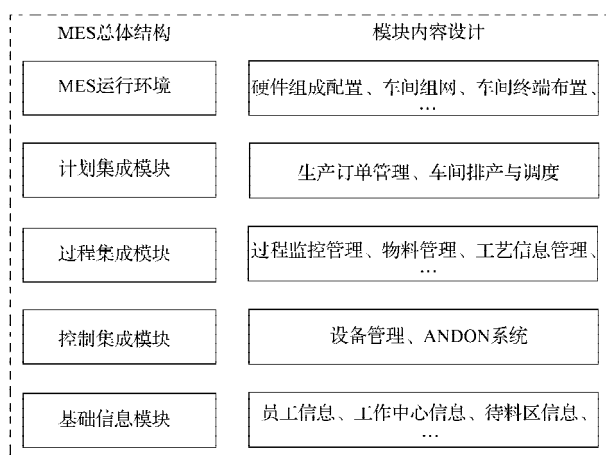 MES总体结构 模块内容设计
MES运行环境 硬件组成配置、车间组网、车间终端布置、
…
计划集成模块 生产订单管理、车间排产与调度
过程集成模块 过程监控管理、物料管理、工艺信息管理、
…
控制集成模块 设备管理、ANDON系统
基础信息模块 员工信息、工作中心信息、待料区信息、
…